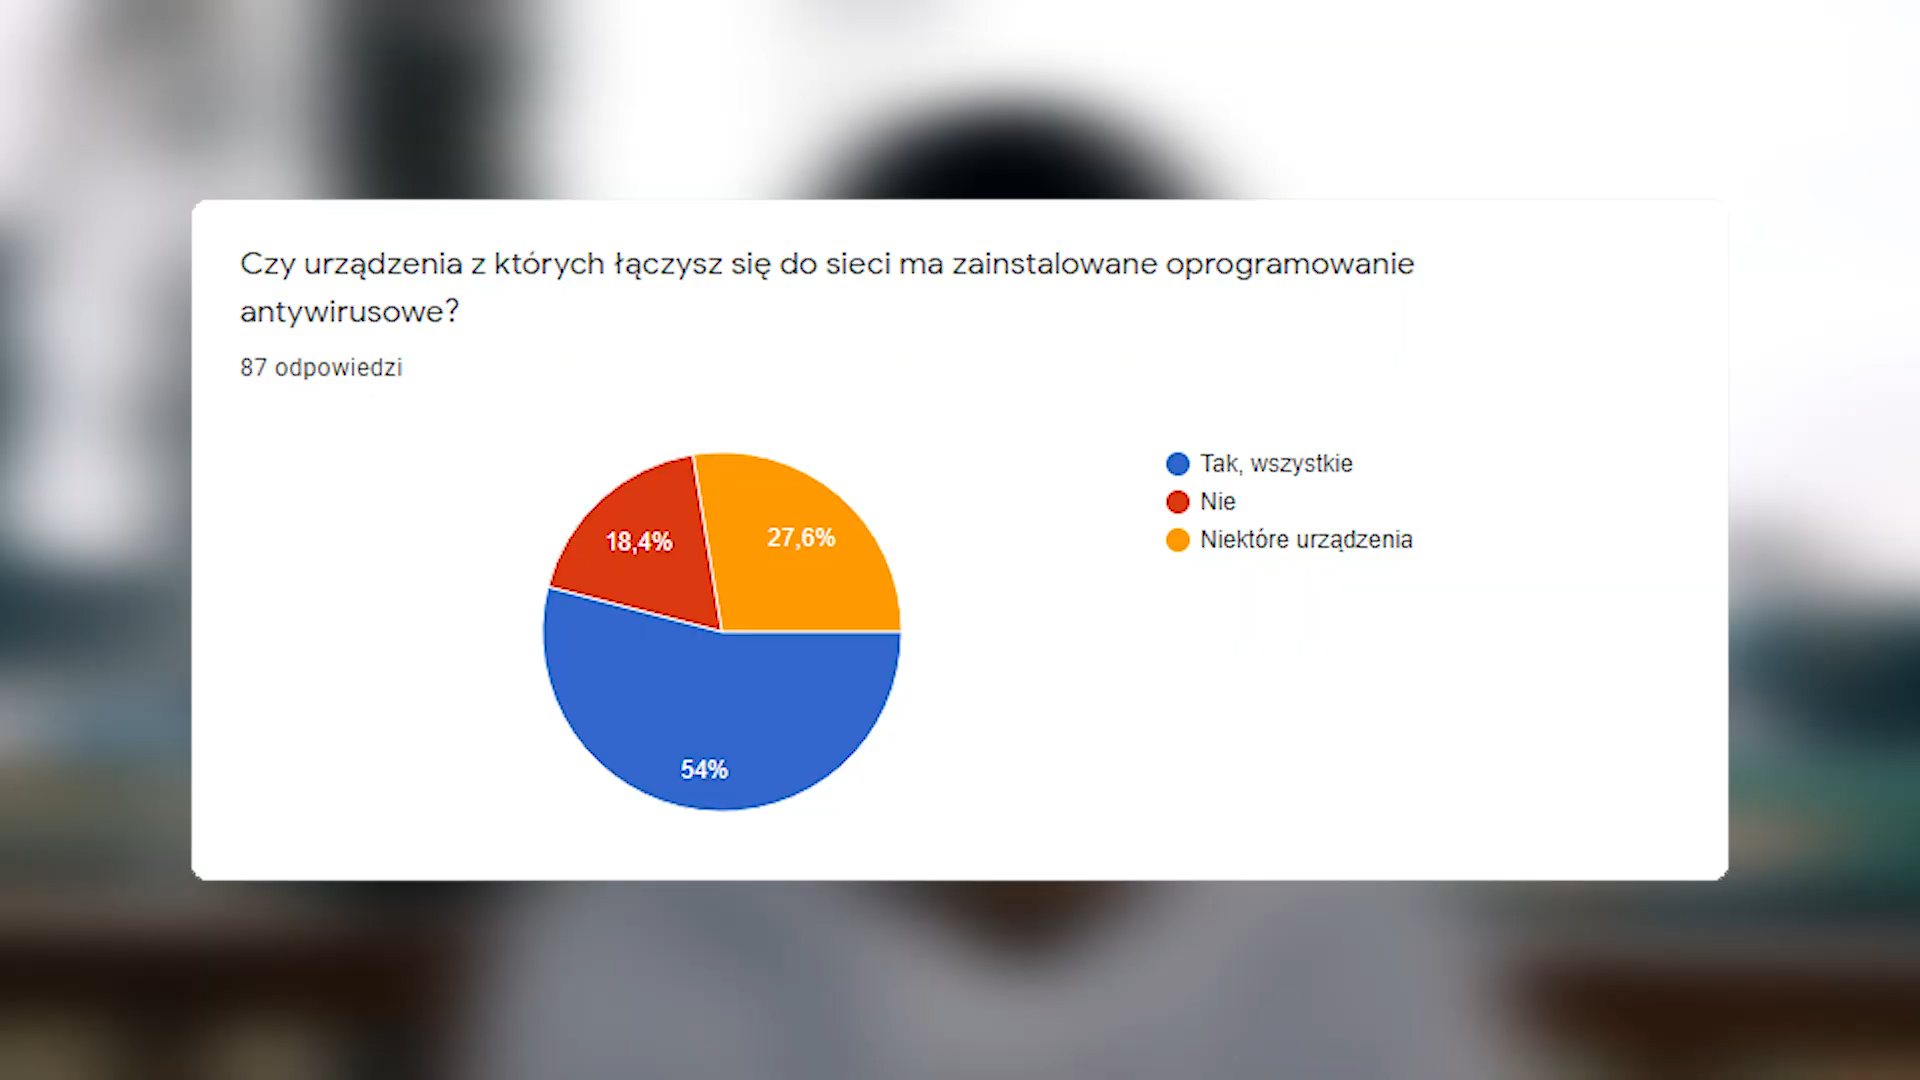 Czy urządzenia z których łączysz się do sieci ma zainstalowane oprogramowanie
antywirusowe?
87 odpowiedzi
Tak, wszystkie
Nie
Niektóre urządzenia
18,4%
27,6%
54%